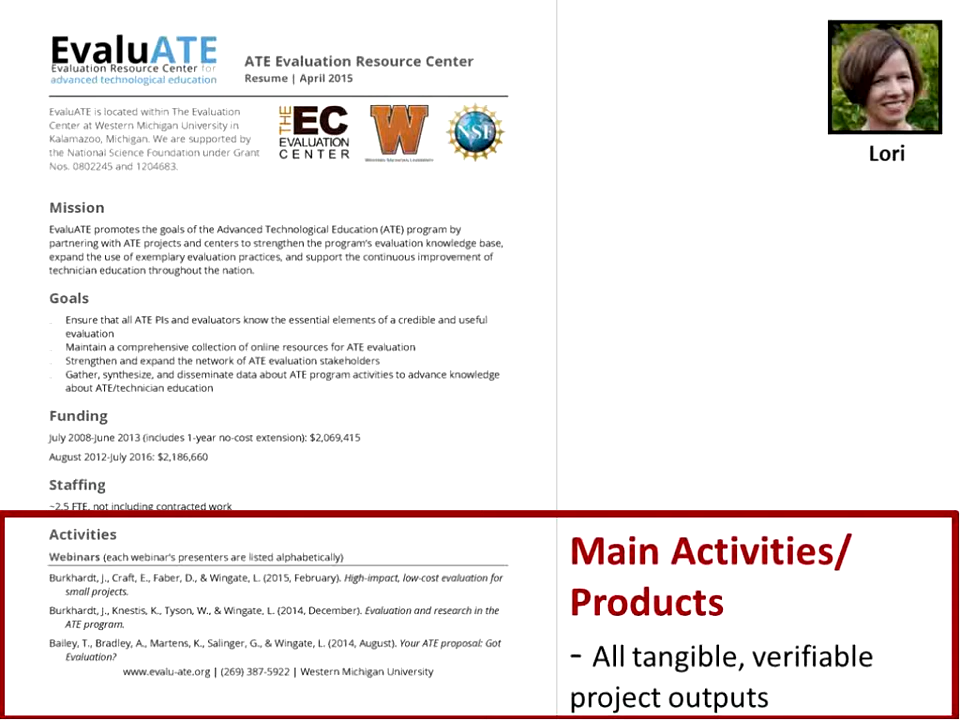 EvaluATE
Evaluation Resource Center for
advanced technological education
ATE Evaluation Resource Center
Resume | April 2015
EvaluATE is located within The Evaluation
Center at Western Michigan University in
Kalamazoo, Michigan. We are supported by
the National Science Foundation under Grant
Nos. 0802245 and 1204683.
THE
EC
EVALUATION
CENTER
W
WESTERN MICHIGAN UNIVERSITY
NSF
Lori
Mission
EvaluATE promotes the goals of the Advanced Technological Education (ATE) program by
partnering with ATE projects and centers to strengthen the program's evaluation knowledge base,
expand the use of exemplary evaluation practices, and support the continuous improvement of
technician education throughout the nation.
Goals
Ensure that all ATE PIs and evaluators know the essential elements of a credible and useful
evaluation
Maintain a comprehensive collection of online resources for ATE evaluation
Strengthen and expand the network of ATE evaluation stakeholders
Gather, synthesize, and disseminate data about ATE program activities to advance knowledge
about ATE/technician education
Funding
July 2008-June 2013 (includes 1-year no-cost extension): $2,069,415
August 2012-July 2016: $2,186,660
Staffing
~2.5 FTE, not including contracted work
Activities
Webinars (each webinar's presenters are listed alphabetically)
Burkhardt, J., Craft, E., Faber, D., & Wingate, L. (2015, February). High-impact, low-cost evaluation for
small projects.
Burkhardt, J., Knestis, K., Tyson, W., & Wingate, L. (2014, December). Evaluation and research in the
ATE program.
Bailey, T., Bradley, A., Martens, K., Salinger, G., & Wingate, L. (2014, August). Your ATE proposal: Got
Evaluation?
www.evalu-ate.org | (269) 387-5922 | Western Michigan University
Main Activities/
Products
- All tangible, verifiable
project outputs